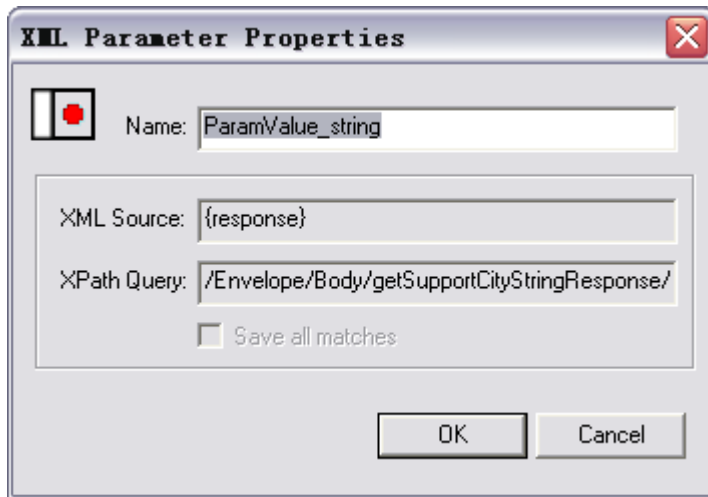 XML Parameter Properties
Name: ParamValue_string
XML Source: {response}
XPath Query: /Envelope/Body/getSupportCityStringResponse/
Save all matches
OK Cancel